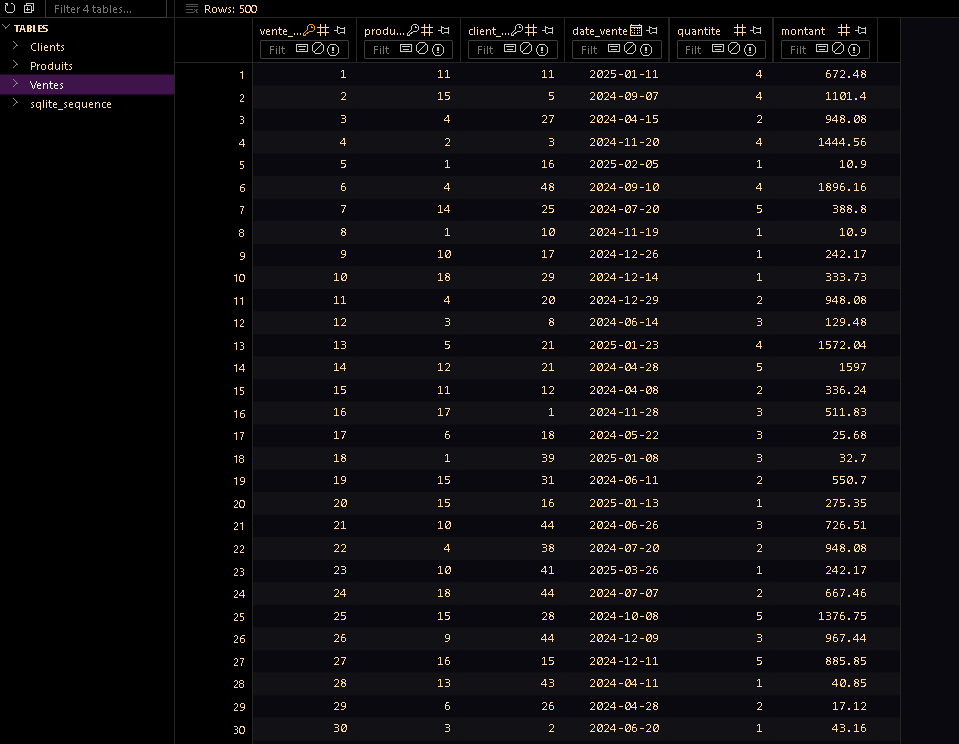 Filter 4 tables...
Rows: 500
TABLES
Clients
Produits
Ventes
sqlite_sequence
vente_... produ... client_... date_vente quantite montant
Filt Filt Filt Filt Filt Filt
1 1 11 11 2025-01-11 4 672.48
2 2 15 5 2024-09-07 4 1101.4
3 3 4 27 2024-04-15 2 948.08
4 4 2 3 2024-11-20 4 1444.56
5 5 1 16 2025-02-05 1 10.9
6 6 4 48 2024-09-10 4 1896.16
7 7 14 25 2024-07-20 5 388.8
8 8 1 10 2024-11-19 1 10.9
9 9 10 17 2024-12-26 1 242.17
10 10 18 29 2024-12-14 1 333.73
11 11 4 20 2024-12-29 2 948.08
12 12 3 8 2024-06-14 3 129.48
13 13 5 21 2025-01-23 4 1572.04
14 14 12 21 2024-04-28 5 1597
15 15 11 12 2024-04-08 2 336.24
16 16 17 1 2024-11-28 3 511.83
17 17 6 18 2024-05-22 3 25.68
18 18 1 39 2025-01-08 3 32.7
19 19 15 31 2024-06-11 2 550.7
20 20 15 16 2025-01-13 1 275.35
21 21 10 44 2024-06-26 3 726.51
22 22 4 38 2024-07-20 2 948.08
23 23 10 41 2025-03-26 1 242.17
24 24 18 44 2024-07-07 2 667.46
25 25 15 28 2024-10-08 5 1376.75
26 26 9 44 2024-12-09 3 967.44
27 27 16 15 2024-12-11 5 885.85
28 28 13 43 2024-04-11 1 40.85
29 29 6 26 2024-04-28 2 17.12
30 30 3 2 2024-06-20 1 43.16